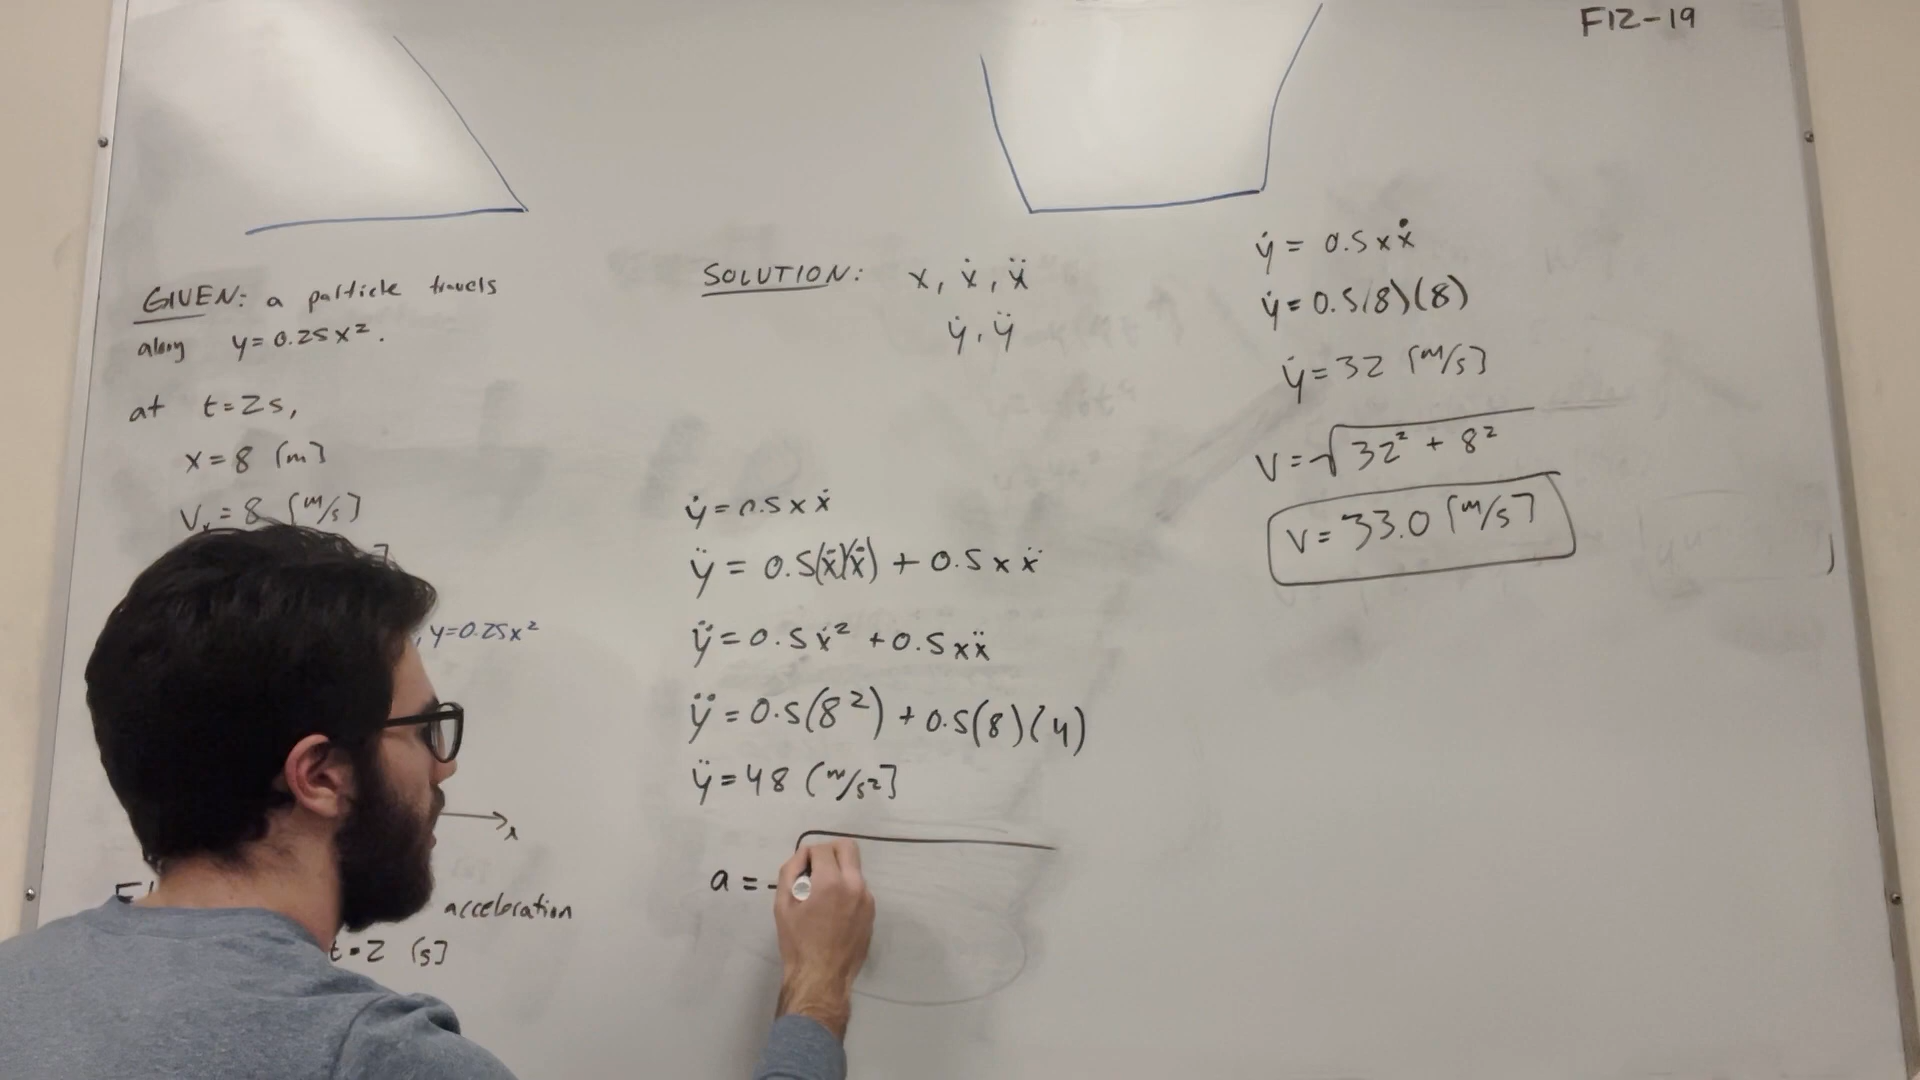 F12-19
GIVEN: a particle travels
along y=0.25x².
at t=2s,
x=8 [m]
Vₓ=8 [m/s]
]
y=0.25x²
x
acceleration
t=2 [s]
SOLUTION: x, ẋ, ẍ
ẏ, ÿ
ẏ=0.5xẋ
ÿ=0.5(ẋ)(ẋ)+0.5xẍ
ÿ=0.5ẋ²+0.5xẍ
ÿ=0.5(8²)+0.5(8)(4)
ÿ=48 [m/s²]
a=√
ẏ=0.5xẋ
ẏ=0.5(8)(8)
ẏ=32 [m/s]
V=√32²+8²
V=33.0 [m/s]